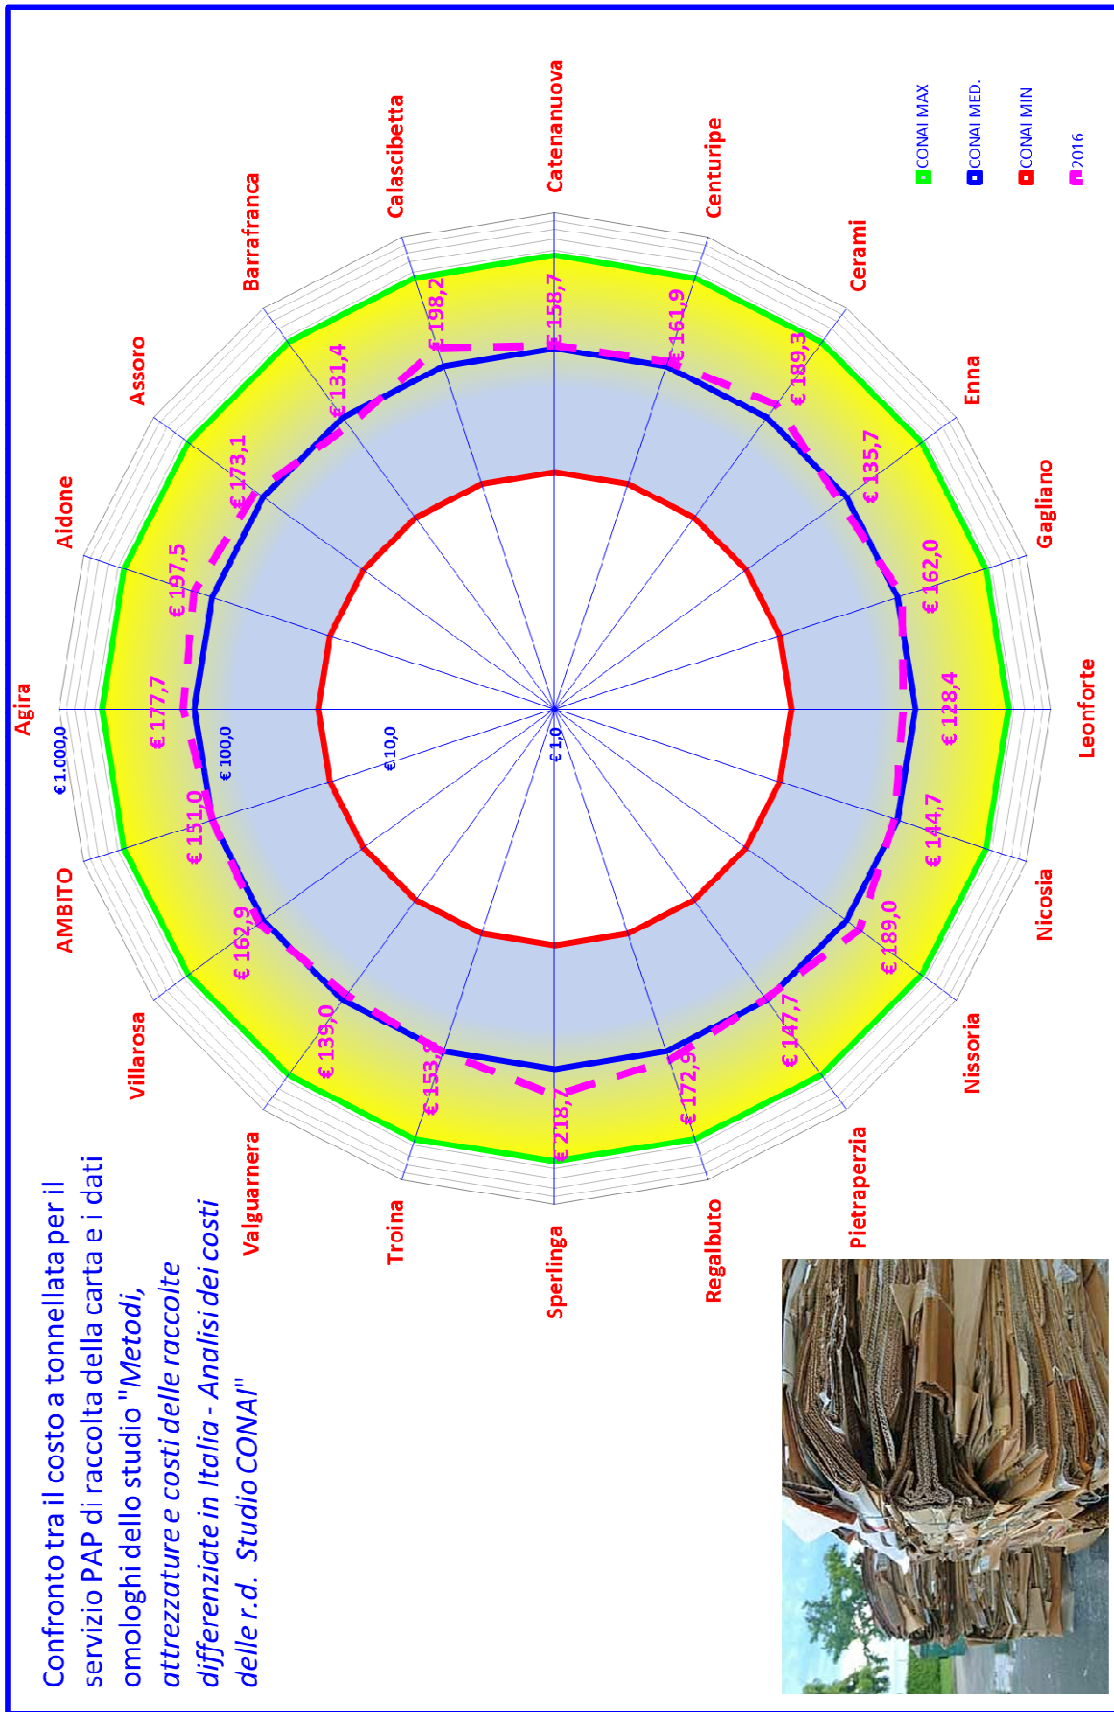 Confronto tra il costo a tonnellata per il
servizio PAP di raccolta della carta e i dati
omologhi dello studio "Metodi,
attrezzature e costi delle raccolte
differenziate in Italia - Analisi dei costi
delle r.d. Studio CONAI"
Agira
Aidone
Assoro
Barrafranca
Calascibetta
Catenanuova
Centuripe
Cerami
Enna
Gagliano
Leonforte
Nicosia
Nissoria
Pietraperzia
Regalbuto
Sperlinga
Troina
Valguarnera
Villarosa
AMBITO
€ 1.000,0
€ 100,0
€ 10,0
€ 1,0
€ 177,7
€ 197,5
€ 173,1
€ 131,4
€ 198,2
€ 158,7
€ 161,9
€ 189,3
€ 135,7
€ 162,0
€ 128,4
€ 144,7
€ 189,0
€ 147,7
€ 172,9
€ 218,7
€ 139,0
€ 162,9
€ 151,0
CONAI MAX
CONAI MED.
CONAI MIN
2016